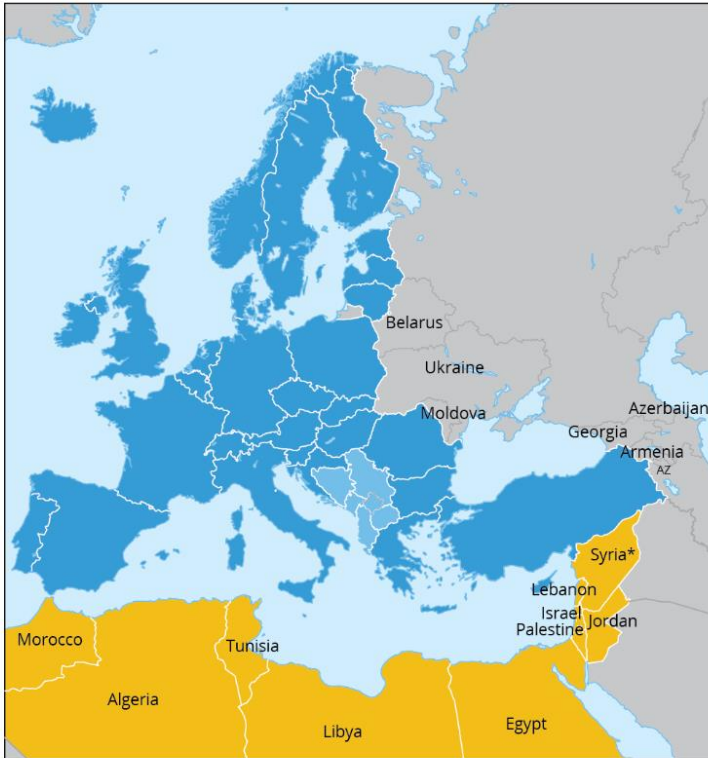 Belarus
Ukraine
Moldova
Azerbaijan
Georgia
Armenia
AZ
Syria*
Lebanon
Israel
Palestine
Jordan
Morocco
Tunisia
Algeria
Libya
Egypt